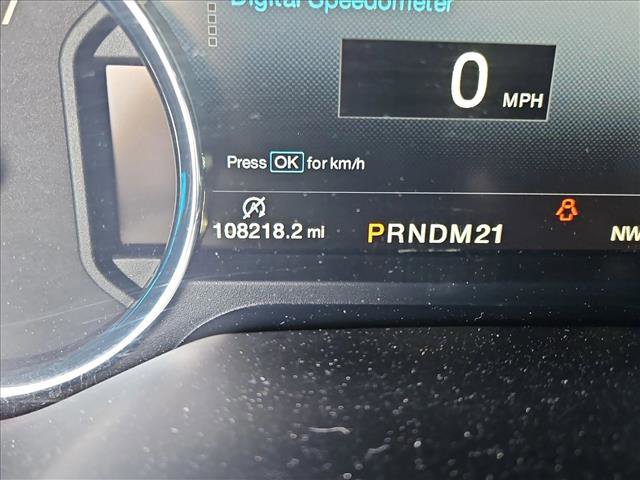 Digital Speedometer
0 MPH
Press OK for km/h
108218.2 mi PRNDM21 NW